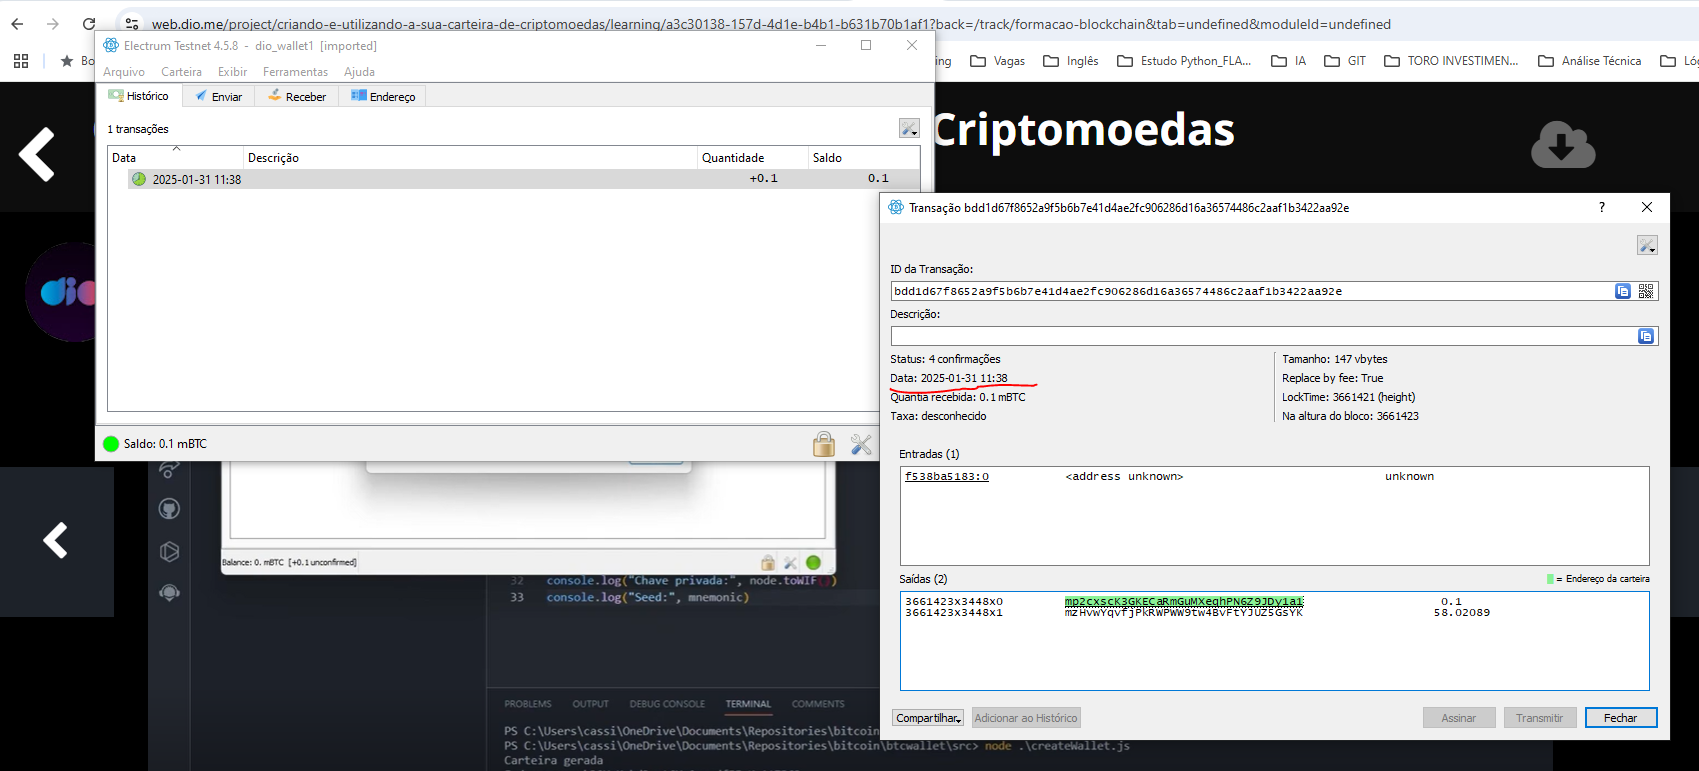 web.dio.me/project/criando-e-utilizando-a-sua-carteira-de-criptomoedas/learning/a3c30138-157d-4d1e-b4b1-b631b70b1af1?back=/track/formacao-blockchain&tab=undefined&moduleId=undefined
Bo
ing
Vagas
Inglês
Estudo Python_FLA...
IA
GIT
TORO INVESTIMEN...
Análise Técnica
Lóg
Electrum Testnet 4.5.8 - dio_wallet1 [imported]
Arquivo Carteira Exibir Ferramentas Ajuda
Histórico Enviar Receber Endereço
1 transações
Data Descrição Quantidade Saldo
2025-01-31 11:38 +0.1 0.1
Saldo: 0.1 mBTC
Criptomoedas
dio
Transação bdd1d67f8652a9f5b6b7e41d4ae2fc906286d16a36574486c2aaf1b3422aa92e
? 
ID da Transação:
bdd1d67f8652a9f5b6b7e41d4ae2fc906286d16a36574486c2aaf1b3422aa92e
Descrição:
Status: 4 confirmações
Data: 2025-01-31 11:38
Quantia recebida: 0.1 mBTC
Taxa: desconhecido
Tamanho: 147 vbytes
Replace by fee: True
LockTime: 3661421 (height)
Na altura do bloco: 3661423
Entradas (1)
f538ba5183:0 <address unknown> unknown
Saídas (2)
= Endereço da carteira
3661423x3448x0 mp2cxscK3GKECaRmGuMXeqhPN6Z9JDy1a1 0.1
3661423x3448x1 mzHvwYqvfjPkRWPWW9tw4BvFtYJUZ5GsYK 58.02089
Compartilhar
Adicionar ao Histórico
Assinar
Transmitir
Fechar
Balance: 0. mBTC [+0.1 unconfirmed]
32 console.log("Chave privada:", node.toWIF())
33 console.log("Seed:", mnemonic)
PROBLEMS OUTPUT DEBUG CONSOLE TERMINAL COMMENTS
PS C:\Users\cassi\OneDrive\Documents\Repositories\bitcoin
PS C:\Users\cassi\OneDrive\Documents\Repositories\bitcoin\btcwallet\src> node .\createWallet.js
Carteira gerada